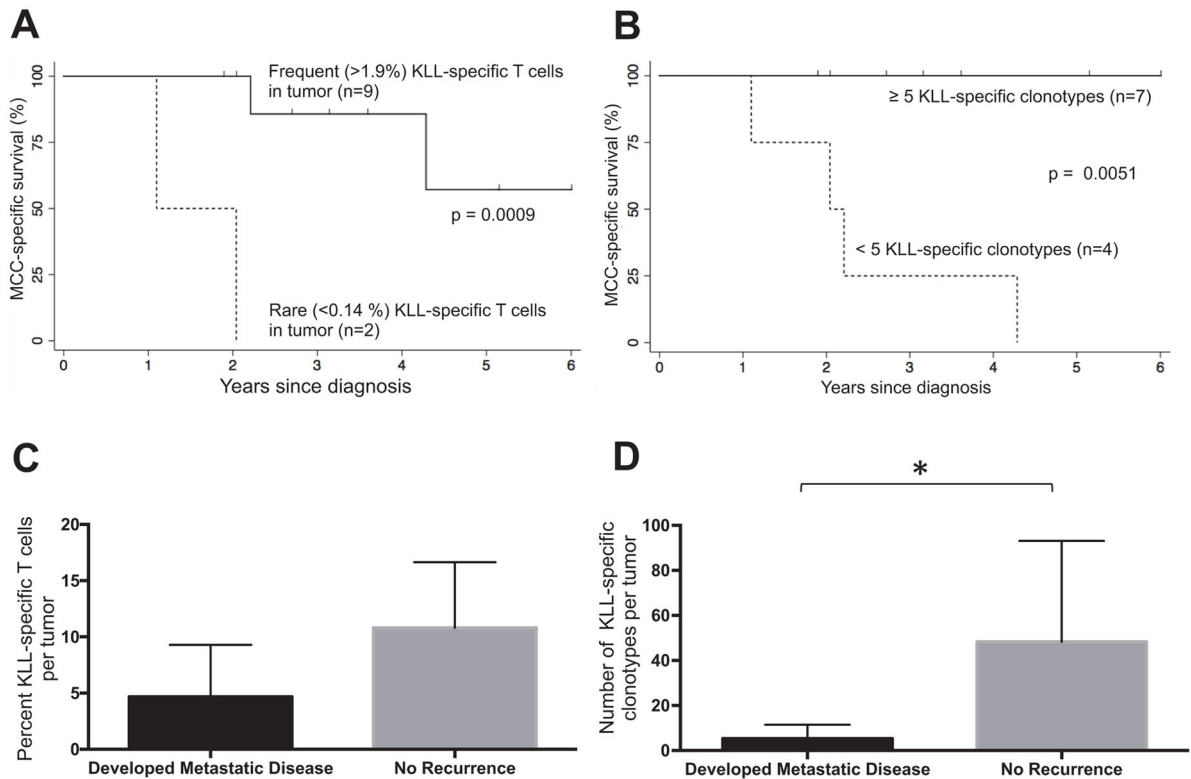 A
MCC-specific survival (%)
100
75
50
25
0
Frequent (>1.9%) KLL-specific T cells
in tumor (n=9)
p = 0.0009
Rare (<0.14 %) KLL-specific T cells
in tumor (n=2)
0 1 2 3 4 5 6
Years since diagnosis
B
MCC-specific survival (%)
100
75
50
25
0
≥ 5 KLL-specific clonotypes (n=7)
p = 0.0051
< 5 KLL-specific clonotypes (n=4)
0 1 2 3 4 5 6
Years since diagnosis
C
Percent KLL-specific T cells
per tumor
20
15
10
5
0
Developed Metastatic Disease No Recurrence
D
*
Number of KLL-specific
clonotypes per tumor
100
80
60
40
20
0
Developed Metastatic Disease No Recurrence